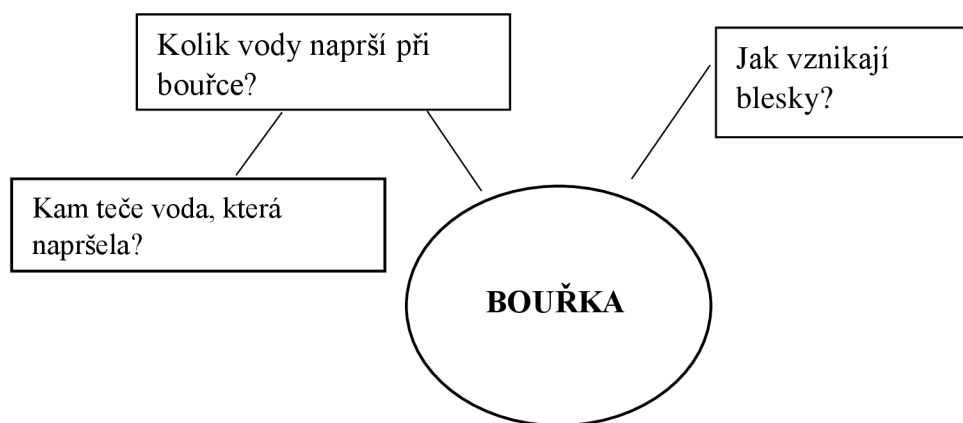 Kolik vody naprší při
bouřce?
Jak vznikají
blesky?
Kam teče voda, která
napršela?
BOUŘKA